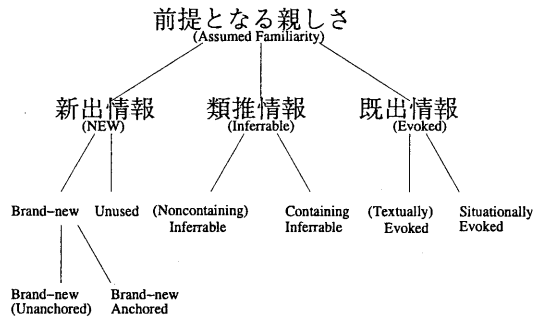 前提となる親しさ
(Assumed Familiarity)
新出情報
(NEW)
類推情報
(Inferrable)
既出情報
(Evoked)
Brand-new
Unused
(Noncontaining)
Inferrable
Containing
Inferrable
(Textually)
Evoked
Situationally
Evoked
Brand-new
(Unanchored)
Brand-new
Anchored